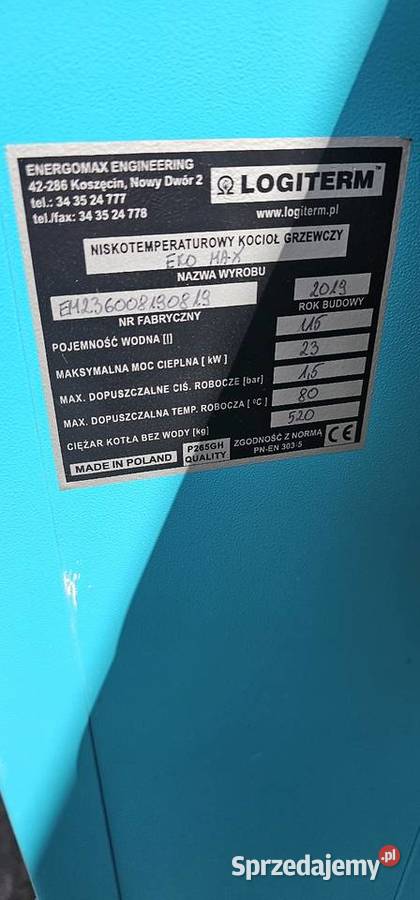 ENERGOMAX ENGINEERING
42-286 Koszęcin, Nowy Dwór 2
tel.: 34 35 24 777
tel./fax: 34 35 24 778
LOGITERM™
www.logiterm.pl
NISKOTEMPERATUROWY KOCIOŁ GRZEWCZY
EKO MAX
NAZWA WYROBU
EM236008190819
NR FABRYCZNY
2019
ROK BUDOWY
POJEMNOŚĆ WODNA [l] 115
MAKSYMALNA MOC CIEPLNA [ kW] 23
MAX. DOPUSZCZALNE CIŚ. ROBOCZE [bar] 1,5
MAX. DOPUSZCZALNA TEMP. ROBOCZA [ °C] 80
CIĘŻAR KOTŁA BEZ WODY [kg] 520
MADE IN POLAND
P265GH
QUALITY
ZGODNOŚĆ Z NORMĄ
PN-EN 303-5
CE
Sprzedajemy.pl